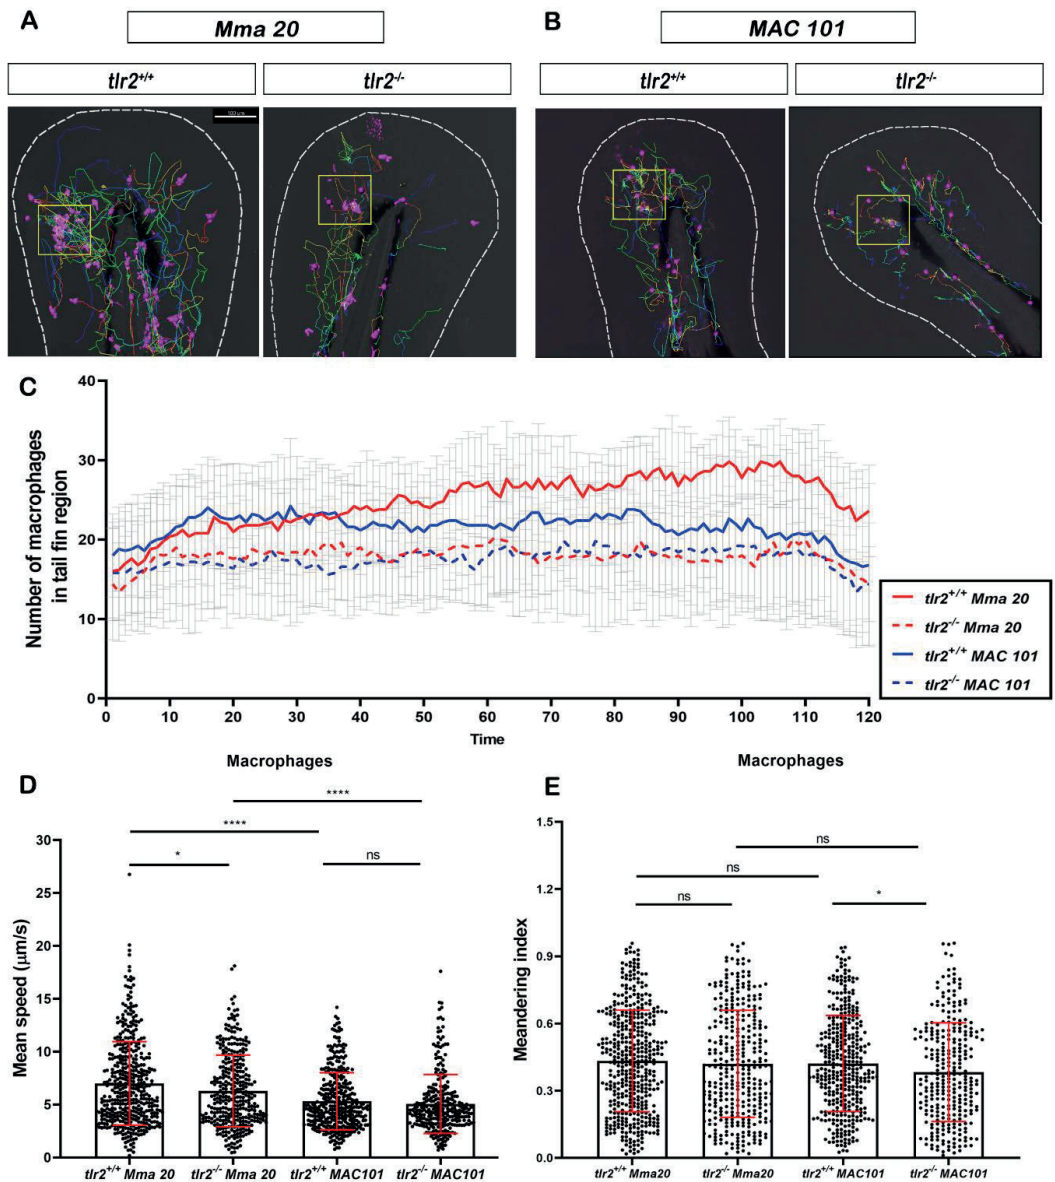 A
Mma 20
B
MAC 101
tlr2+/+
tlr2-/-
tlr2+/+
tlr2-/-
100 um
C
Number of macrophages
in tail fin region
40
30
20
10
0
0 10 20 30 40 50 60 70 80 90 100 110 120
Time
tlr2+/+ Mma 20
tlr2-/- Mma 20
tlr2+/+ MAC 101
tlr2-/- MAC 101
Macrophages
D
****
****
*
ns
Mean speed (μm/s)
30
25
20
15
10
5
0
tlr2+/+ Mma 20 tlr2-/- Mma 20 tlr2+/+ MAC101 tlr2-/- MAC101
Macrophages
E
ns
ns
ns
*
Meandering index
1.5
1.2
0.9
0.6
0.3
0.0
tlr2+/+ Mma20 tlr2-/- Mma20 tlr2+/+ MAC101 tlr2-/- MAC101